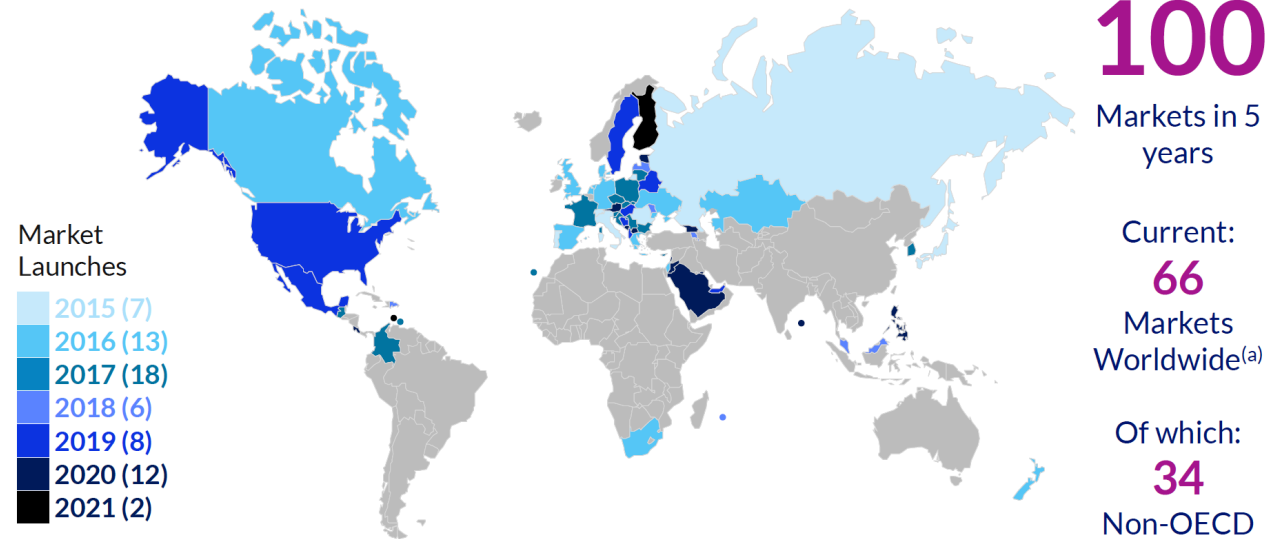 100
Markets in 5
years
Current:
66
Markets
Worldwide(a)
Of which:
34
Non-OECD
Market
Launches
2015 (7)
2016 (13)
2017 (18)
2018 (6)
2019 (8)
2020 (12)
2021 (2)